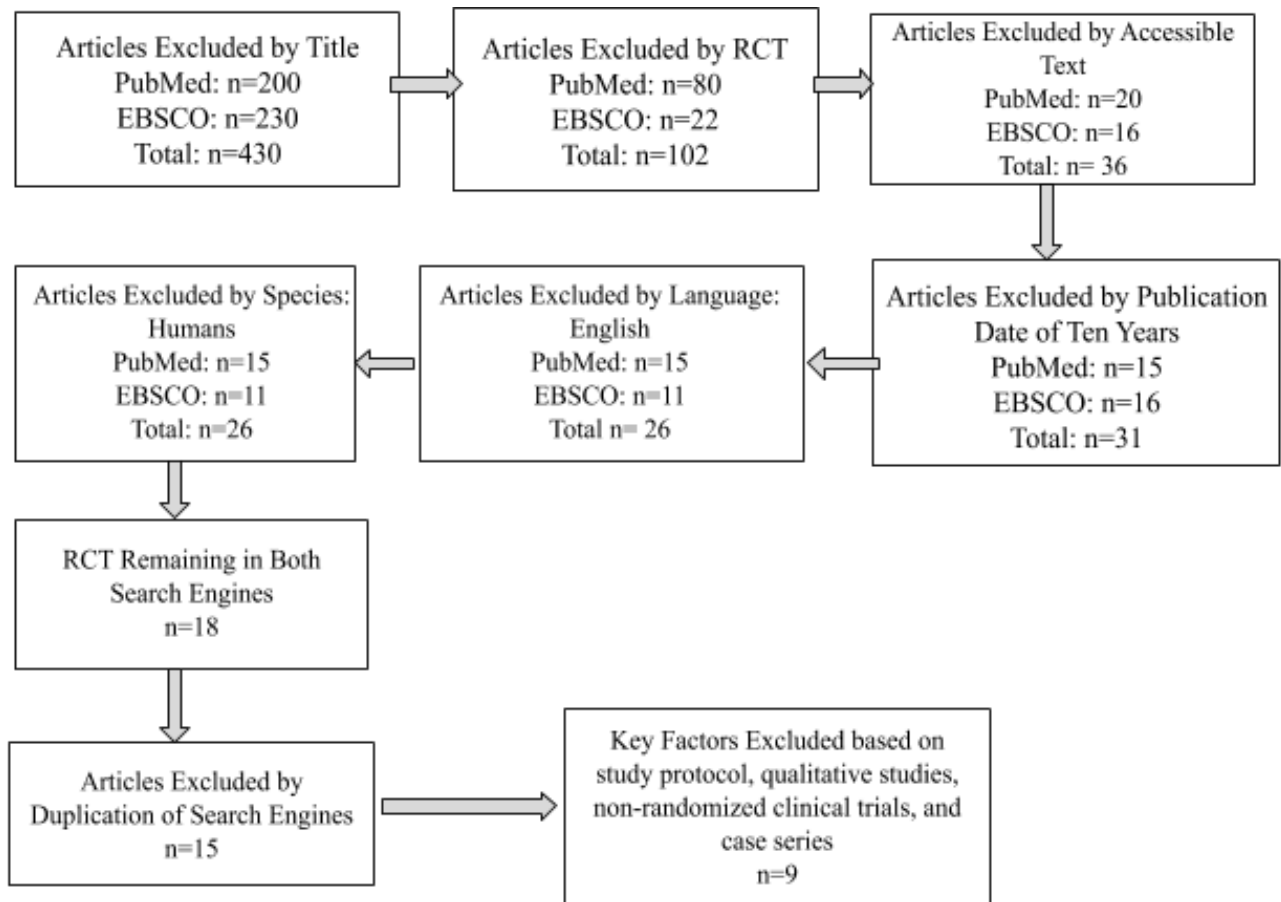 Articles Excluded by Title
PubMed: n=200
EBSCO: n=230
Total: n=430
Articles Excluded by RCT
PubMed: n=80
EBSCO: n=22
Total: n=102
Articles Excluded by Accessible
Text
PubMed: n=20
EBSCO: n=16
Total: n= 36
Articles Excluded by Publication
Date of Ten Years
PubMed: n=15
EBSCO: n=16
Total: n=31
Articles Excluded by Language:
English
PubMed: n=15
EBSCO: n=11
Total n= 26
Articles Excluded by Species:
Humans
PubMed: n=15
EBSCO: n=11
Total: n=26
RCT Remaining in Both
Search Engines
n=18
Articles Excluded by
Duplication of Search Engines
n=15
Key Factors Excluded based on
study protocol, qualitative studies,
non-randomized clinical trials, and
case series
n=9